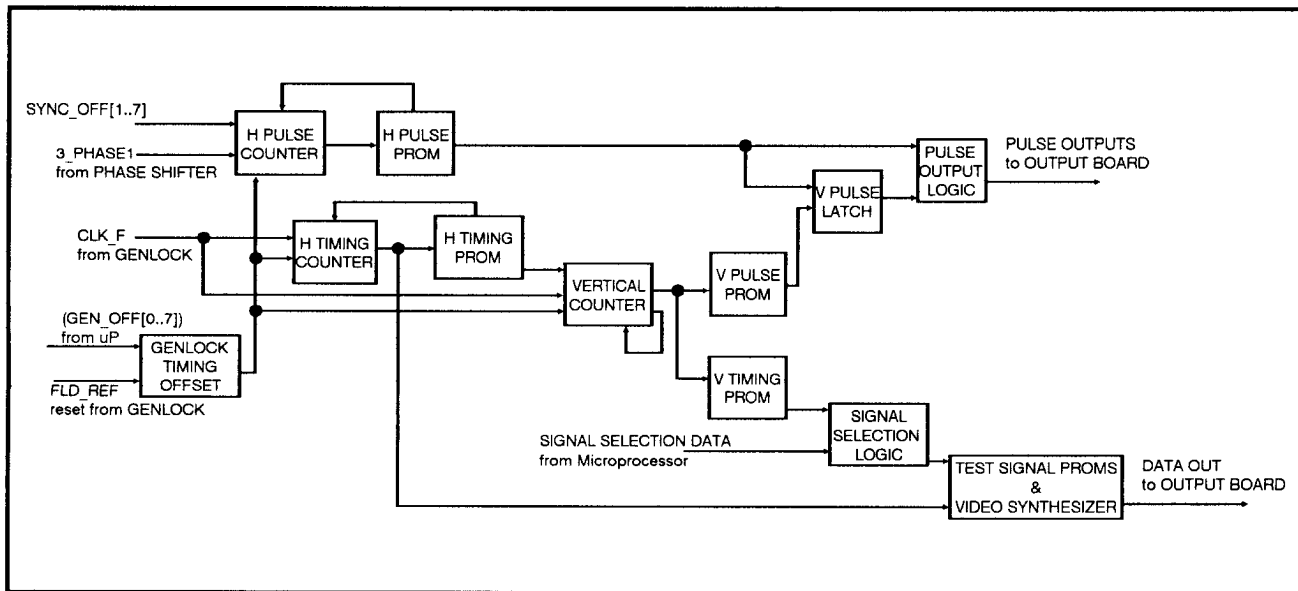 SYNC_OFF[1..7]
3_PHASE1
from PHASE SHIFTER
H PULSE
COUNTER
H PULSE
PROM
PULSE
OUTPUT
LOGIC
PULSE OUTPUTS
to OUTPUT BOARD
V PULSE
LATCH
CLK_F
from GENLOCK
H TIMING
COUNTER
H TIMING
PROM
VERTICAL
COUNTER
V PULSE
PROM
(GEN_OFF[0..7])
from uP
FLD_REF
reset from GENLOCK
GENLOCK
TIMING
OFFSET
V TIMING
PROM
SIGNAL SELECTION DATA
from Microprocessor
SIGNAL
SELECTION
LOGIC
TEST SIGNAL PROMS
&
VIDEO SYNTHESIZER
DATA OUT
to OUTPUT BOARD